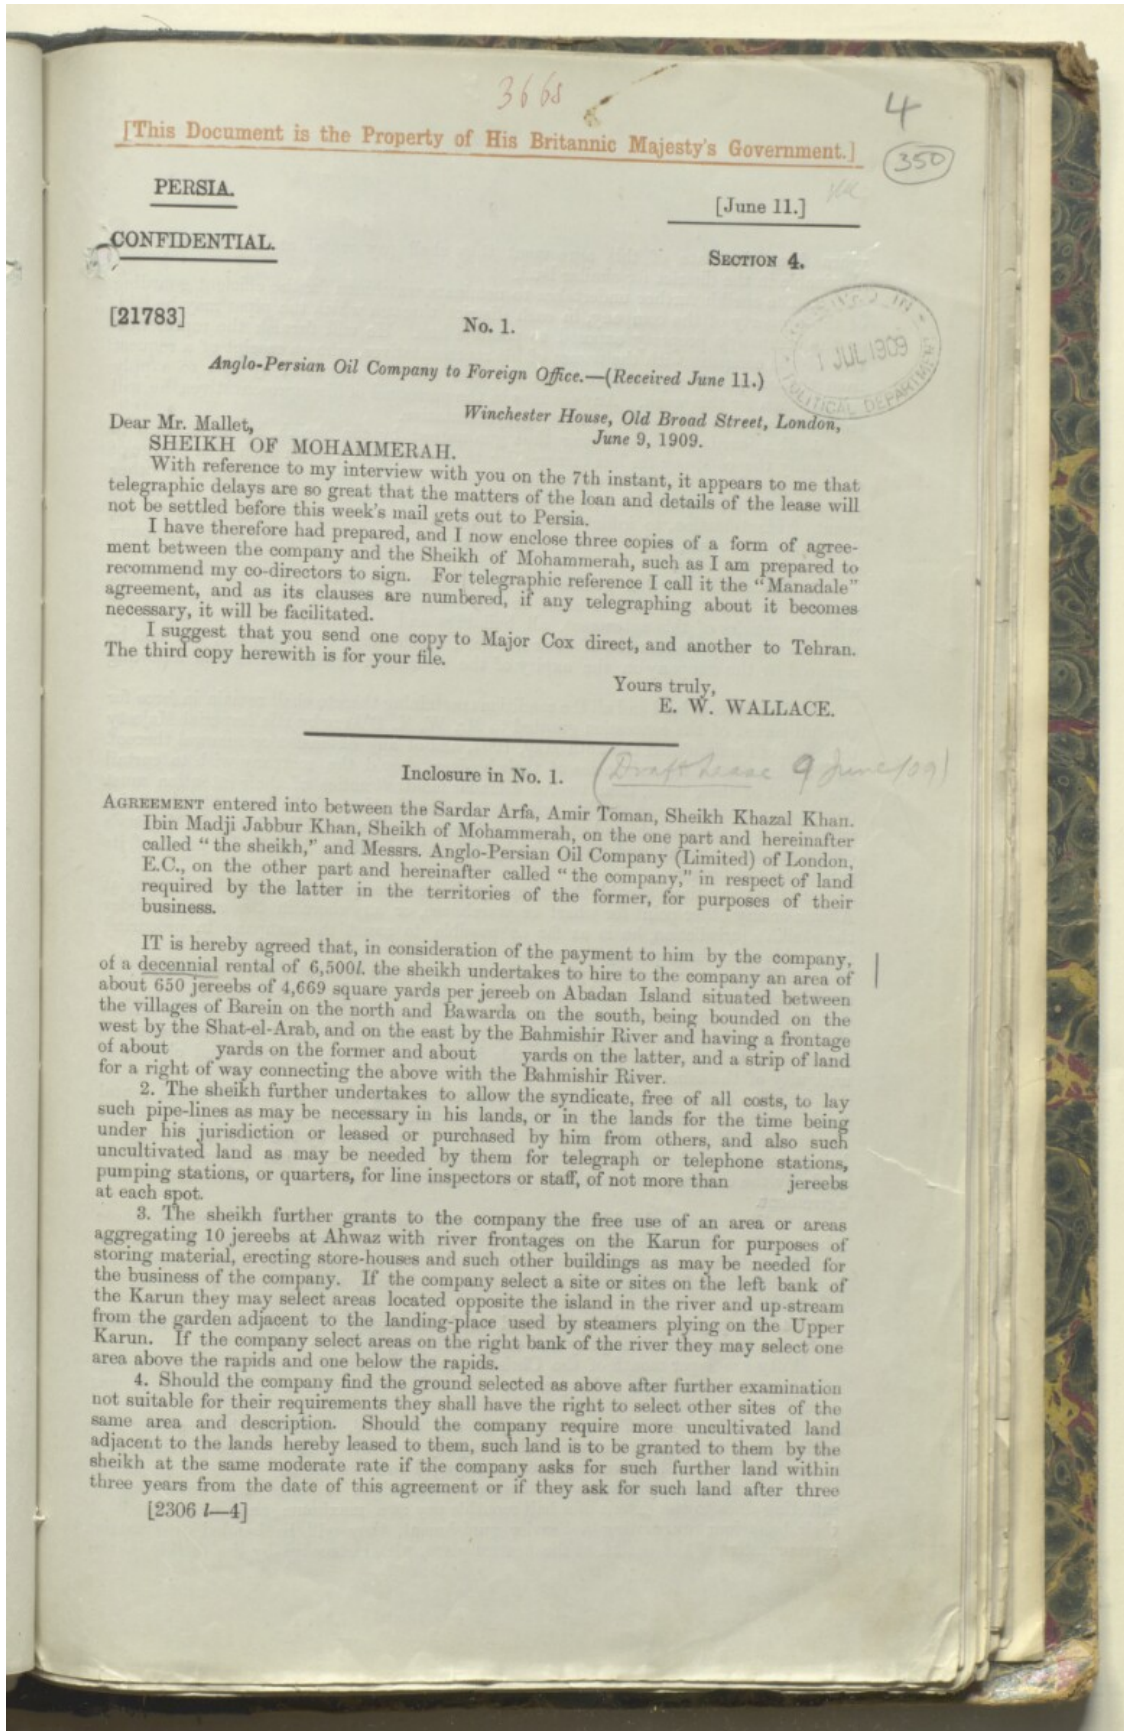 3668
4
[This Document is the Property of His Britannic Majesty's Government.]
350
PERSIA.
[June 11.]
CONFIDENTIAL.
SECTION 4.
[21783]
No. 1.
1 JUL 1909
POLITICAL DEPARTMENT
Anglo-Persian Oil Company to Foreign Office.—(Received June 11.)
Winchester House, Old Broad Street, London,
Dear Mr. Mallet,
June 9, 1909.
SHEIKH OF MOHAMMERAH.
With reference to my interview with you on the 7th instant, it appears to me that
telegraphic delays are so great that the matters of the loan and details of the lease will
not be settled before this week's mail gets out to Persia.
I have therefore had prepared, and I now enclose three copies of a form of agree-
ment between the company and the Sheikh of Mohammerah, such as I am prepared to
recommend my co-directors to sign. For telegraphic reference I call it the "Manadale"
agreement, and as its clauses are numbered, if any telegraphing about it becomes
necessary, it will be facilitated.
I suggest that you send one copy to Major Cox direct, and another to Tehran.
The third copy herewith is for your file.
Yours truly,
E. W. WALLACE.
Inclosure in No. 1.
(Draft Lease 9 June/09)
AGREEMENT entered into between the Sardar Arfa, Amir Toman, Sheikh Khazal Khan.
Ibin Madji Jabbur Khan, Sheikh of Mohammerah, on the one part and hereinafter
called "the sheikh," and Messrs. Anglo-Persian Oil Company (Limited) of London,
E.C., on the other part and hereinafter called "the company," in respect of land
required by the latter in the territories of the former, for purposes of their
business.
IT is hereby agreed that, in consideration of the payment to him by the company,
of a decennial rental of 6,500l. the sheikh undertakes to hire to the company an area of
about 650 jereebs of 4,669 square yards per jereeb on Abadan Island situated between
the villages of Barein on the north and Bawarda on the south, being bounded on the
west by the Shat-el-Arab, and on the east by the Bahmishir River and having a frontage
of about yards on the former and about yards on the latter, and a strip of land
for a right of way connecting the above with the Bahmishir River.
2. The sheikh further undertakes to allow the syndicate, free of all costs, to lay
such pipe-lines as may be necessary in his lands, or in the lands for the time being
under his jurisdiction or leased or purchased by him from others, and also such
uncultivated land as may be needed by them for telegraph or telephone stations,
pumping stations, or quarters, for line inspectors or staff, of not more than jereebs
at each spot.
3. The sheikh further grants to the company the free use of an area or areas
aggregating 10 jereebs at Ahwaz with river frontages on the Karun for purposes of
storing material, erecting store-houses and such other buildings as may be needed for
the business of the company. If the company select a site or sites on the left bank of
the Karun they may select areas located opposite the island in the river and up-stream
from the garden adjacent to the landing-place used by steamers plying on the Upper
Karun. If the company select areas on the right bank of the river they may select one
area above the rapids and one below the rapids.
4. Should the company find the ground selected as above after further examination
not suitable for their requirements they shall have the right to select other sites of the
same area and description. Should the company require more uncultivated land
adjacent to the lands hereby leased to them, such land is to be granted to them by the
sheikh at the same moderate rate if the company asks for such further land within
three years from the date of this agreement or if they ask for such land after three
[2306 l—4]